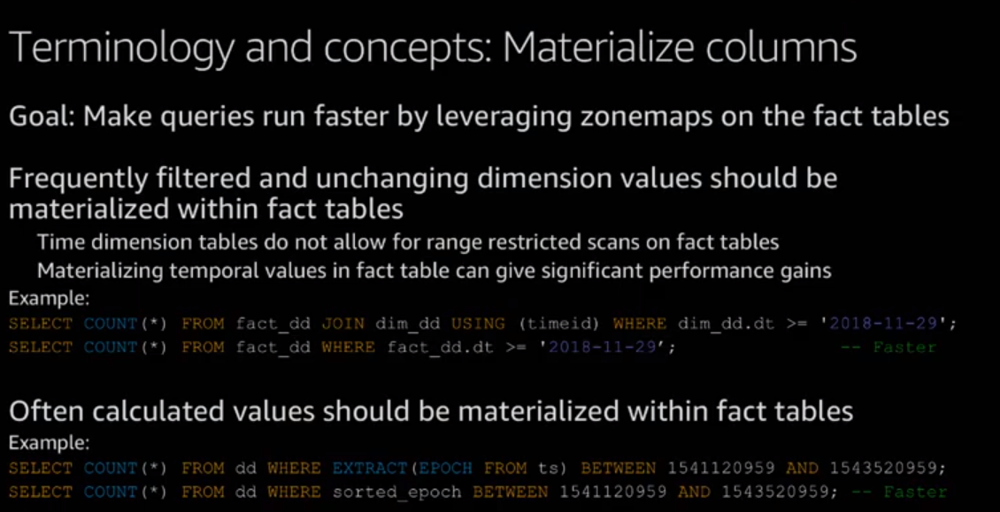 Terminology and concepts: Materialize columns
Goal: Make queries run faster by leveraging zonemaps on the fact tables
Frequently filtered and unchanging dimension values should be
materialized within fact tables
Time dimension tables do not allow for range restricted scans on fact tables
Materializing temporal values in fact table can give significant performance gains
Example:
SELECT COUNT(*) FROM fact_dd JOIN dim_dd USING (timeid) WHERE dim_dd.dt >= '2018-11-29';
SELECT COUNT(*) FROM fact_dd WHERE fact_dd.dt >= '2018-11-29'; -- Faster
Often calculated values should be materialized within fact tables
Example:
SELECT COUNT(*) FROM dd WHERE EXTRACT(EPOCH FROM ts) BETWEEN 1541120959 AND 1543520959;
SELECT COUNT(*) FROM dd WHERE sorted_epoch BETWEEN 1541120959 AND 1543520959; -- Faster